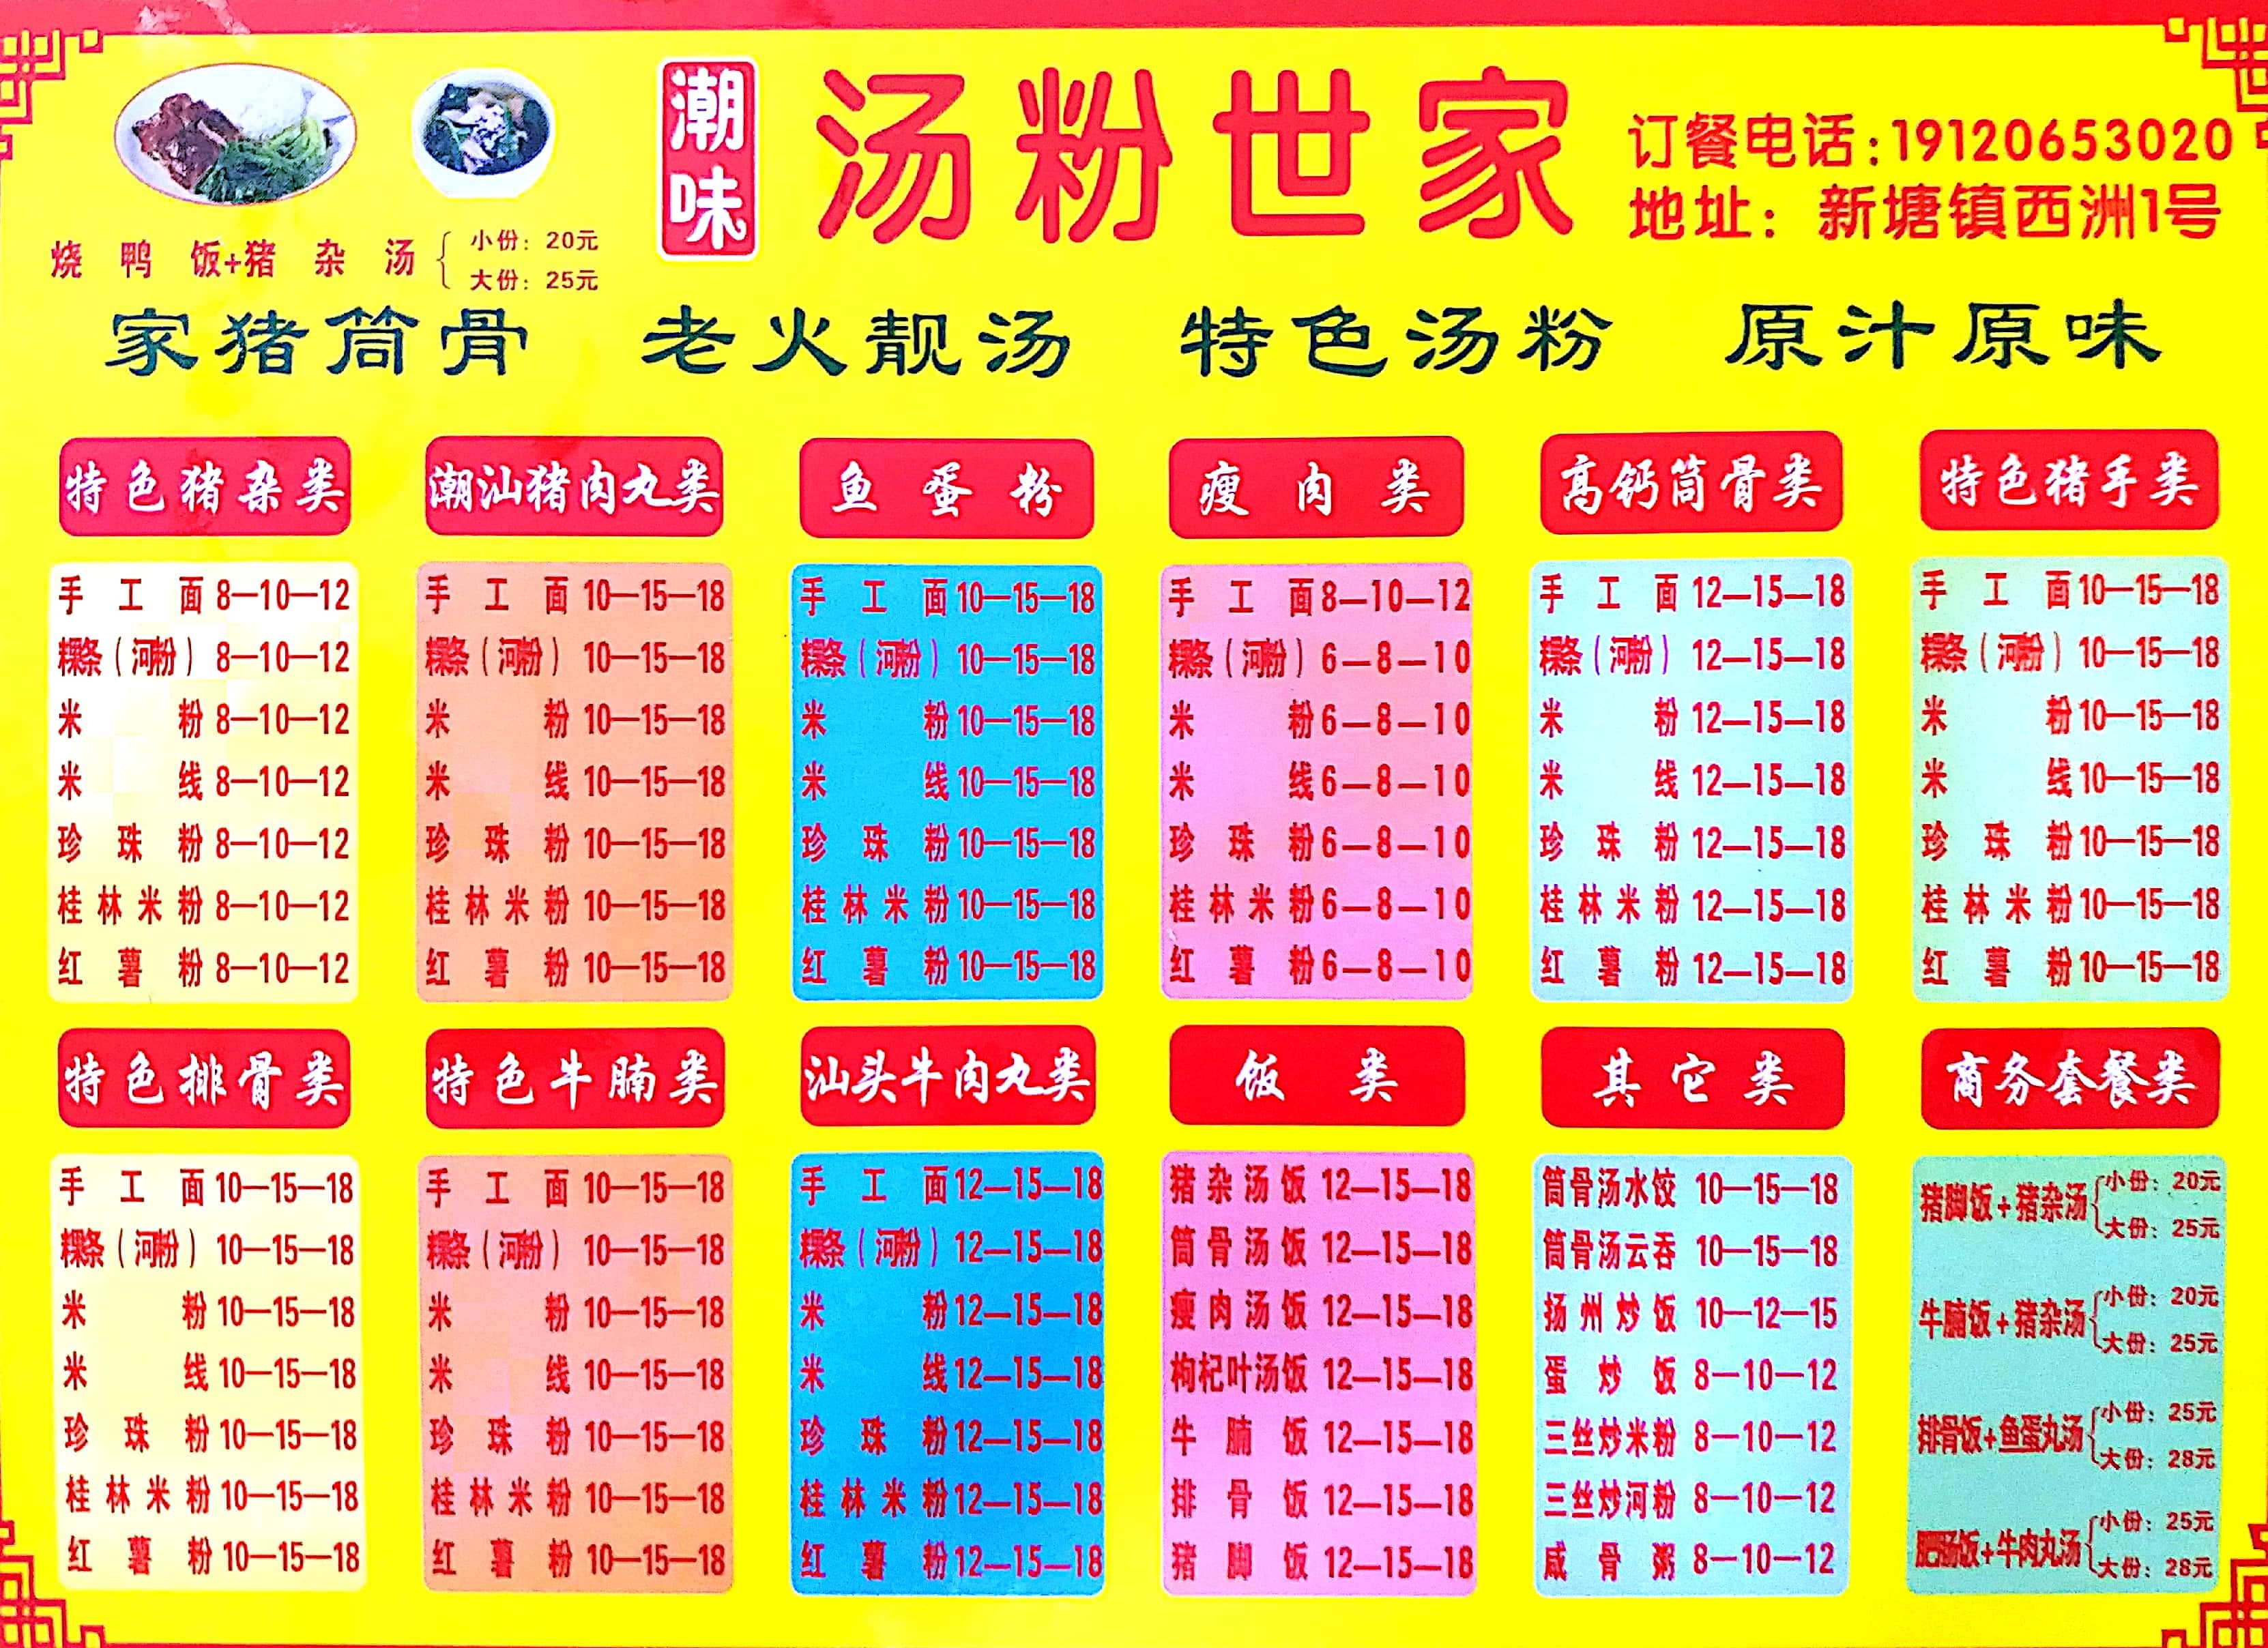 潮味
汤粉世家
订餐电话:19120653020
地址：新塘镇西洲1号
烧鸭饭+猪杂汤
小份：20元
大份：25元
家猪筒骨 老火靓汤 特色汤粉 原汁原味
特色猪杂类
手工面 8—10—12
粿条（河粉） 8—10—12
米粉 8—10—12
米线 8—10—12
珍珠粉 8—10—12
桂林米粉 8—10—12
红薯粉 8—10—12
潮汕猪肉丸类
手工面 10—15—18
粿条（河粉） 10—15—18
米粉 10—15—18
米线 10—15—18
珍珠粉 10—15—18
桂林米粉 10—15—18
红薯粉 10—15—18
鱼蛋粉
手工面 10—15—18
粿条（河粉） 10—15—18
米粉 10—15—18
米线 10—15—18
珍珠粉 10—15—18
桂林米粉 10—15—18
红薯粉 10—15—18
瘦肉类
手工面 8—10—12
粿条（河粉） 6—8—10
米粉 6—8—10
米线 6—8—10
珍珠粉 6—8—10
桂林米粉 6—8—10
红薯粉 6—8—10
高钙筒骨类
手工面 12—15—18
粿条（河粉） 12—15—18
米粉 12—15—18
米线 12—15—18
珍珠粉 12—15—18
桂林米粉 12—15—18
红薯粉 12—15—18
特色猪手类
手工面 10—15—18
粿条（河粉） 10—15—18
米粉 10—15—18
米线 10—15—18
珍珠粉 10—15—18
桂林米粉 10—15—18
红薯粉 10—15—18
特色排骨类
手工面 10—15—18
粿条（河粉） 10—15—18
米粉 10—15—18
米线 10—15—18
珍珠粉 10—15—18
桂林米粉 10—15—18
红薯粉 10—15—18
特色牛腩类
手工面 10—15—18
粿条（河粉） 10—15—18
米粉 10—15—18
米线 10—15—18
珍珠粉 10—15—18
桂林米粉 10—15—18
红薯粉 10—15—18
汕头牛肉丸类
手工面 12—15—18
粿条（河粉） 12—15—18
米粉 12—15—18
米线 12—15—18
珍珠粉 12—15—18
桂林米粉 12—15—18
红薯粉 12—15—18
饭类
猪杂汤饭 12—15—18
筒骨汤饭 12—15—18
瘦肉汤饭 12—15—18
枸杞叶汤饭 12—15—18
牛腩饭 12—15—18
排骨饭 12—15—18
猪脚饭 12—15—18
其它类
筒骨汤水饺 10—15—18
筒骨汤云吞 10—15—18
扬州炒饭 10—12—15
蛋炒饭 8—10—12
三丝炒米粉 8—10—12
三丝炒河粉 8—10—12
咸骨粥 8—10—12
商务套餐类
猪脚饭+猪杂汤
小份：20元
大份：25元
牛腩饭+猪杂汤
小份：20元
大份：25元
排骨饭+鱼蛋丸汤
小份：25元
大份：28元
肥肠饭+牛肉丸汤
小份：25元
大份：28元